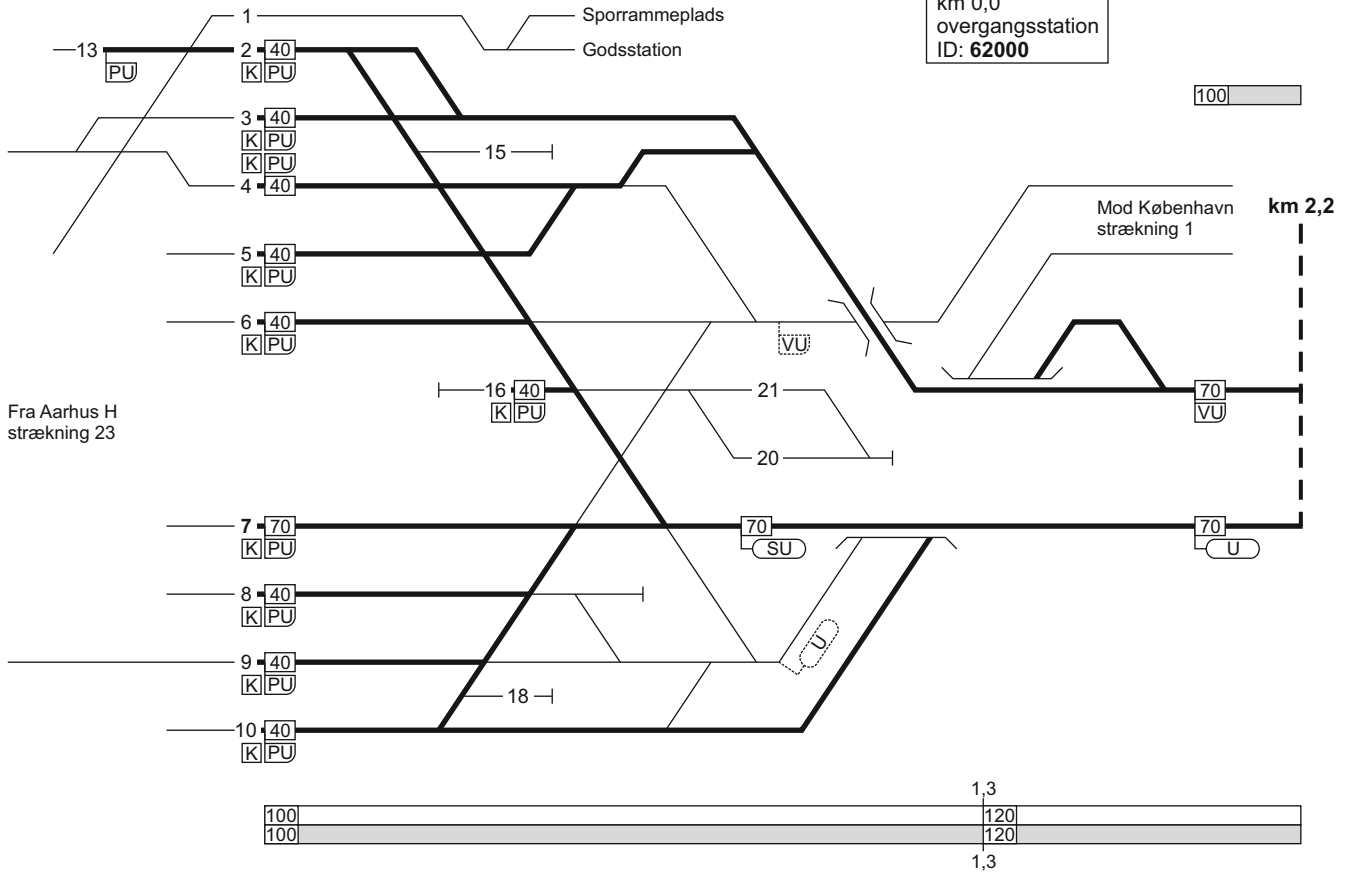 km 0,0
overgangsstation
ID: 62000
1
Sporrammeplads
13
2 40
Godsstation
PU
K PU
100
3 40
K PU
K PU
15
4 40
Mod København
strækning 1
km 2,2
5 40
K PU
6 40
K PU
VU
16 40
21
70
K PU
VU
Fra Aarhus H
strækning 23
20
7 70
70
70
K PU
SU
U
8 40
K PU
U
9 40
K PU
18
10 40
K PU
1,3
100 120
100 120
1,3